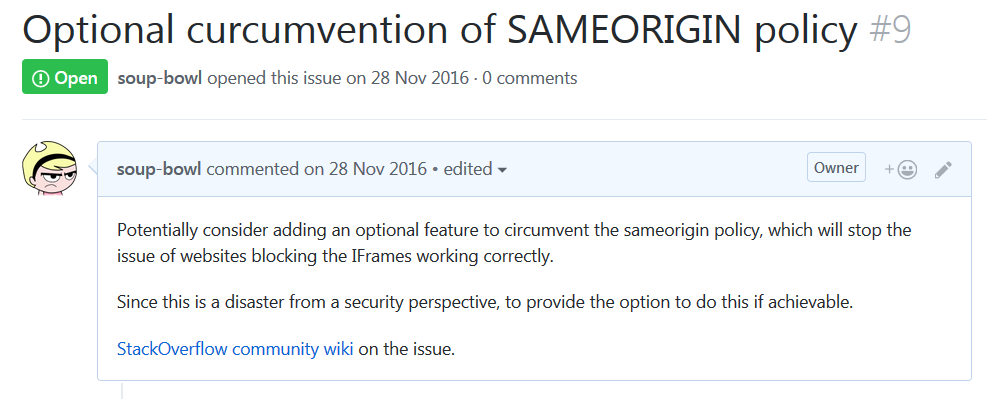 Optional curcumvention of SAMEORIGIN policy #9
Open soup-bowl opened this issue on 28 Nov 2016 · 0 comments
soup-bowl commented on 28 Nov 2016 • edited Owner
Potentially consider adding an optional feature to circumvent the sameorigin policy, which will stop the
issue of websites blocking the IFrames working correctly.
Since this is a disaster from a security perspective, to provide the option to do this if achievable.
StackOverflow community wiki on the issue.